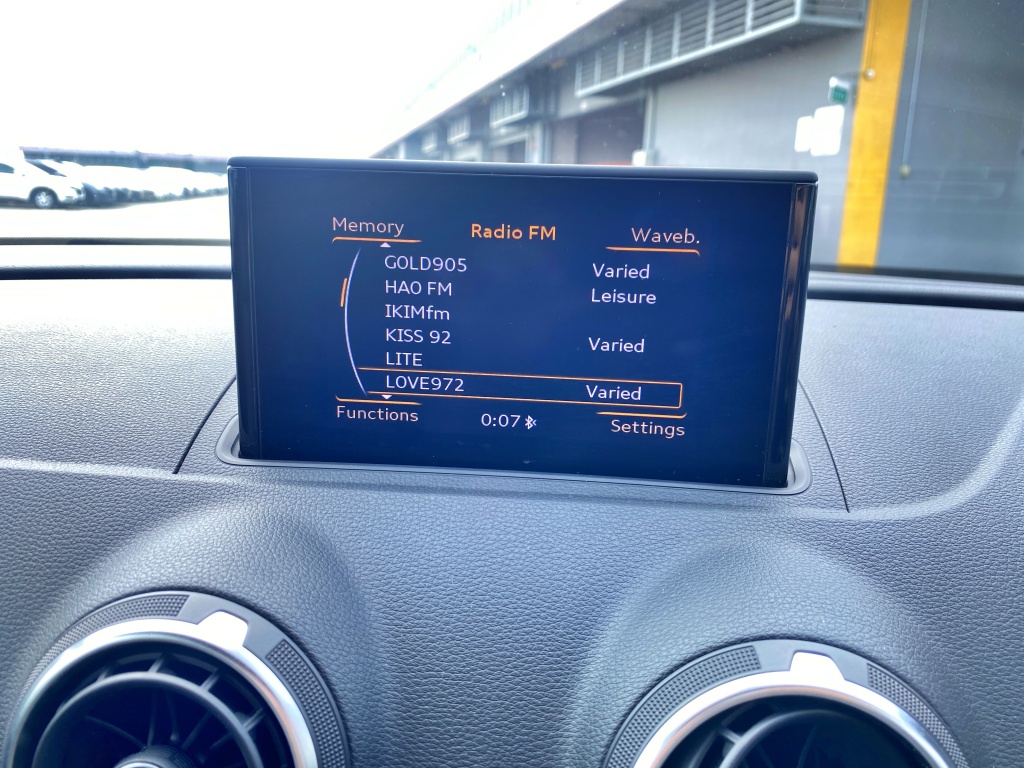 Memory Radio FM Waveb.
GOLD905 Varied
HAO FM Leisure
IKIMfm
KISS 92 Varied
LITE
LOVE972 Varied
Functions 0:07 Settings